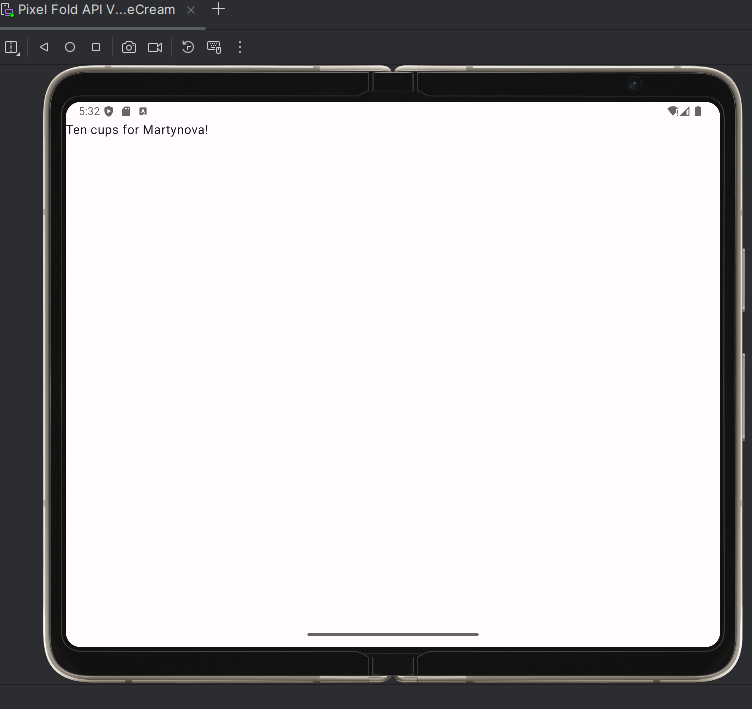 Pixel Fold API V...eCream
5:32
Ten cups for Martynova!